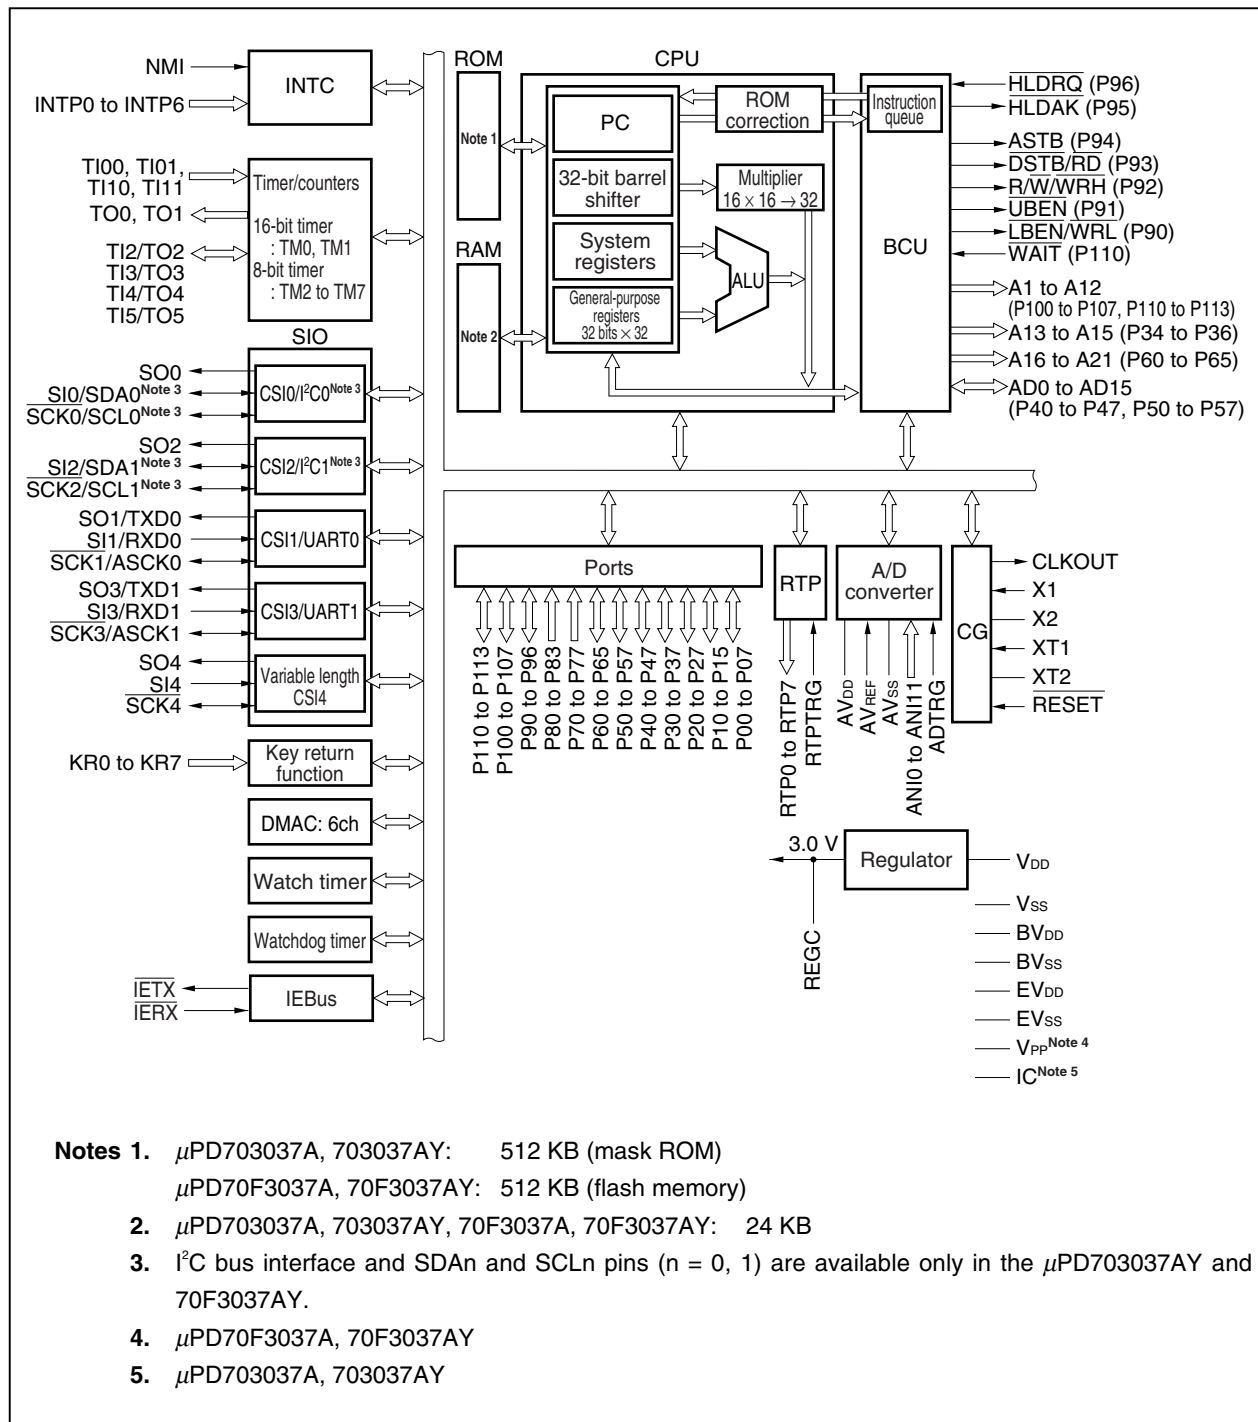 NMI
INTP0 to INTP6
INTC
TI00, TI01,
TI10, TI11
TO0, TO1
TI2/TO2
TI3/TO3
TI4/TO4
TI5/TO5
Timer/counters
16-bit timer
: TM0, TM1
8-bit timer
: TM2 to TM7
SIO
SO0
SI0/SDA0Note 3
SCK0/SCL0Note 3
CSI0/I²C0Note 3
SO2
SI2/SDA1Note 3
SCK2/SCL1Note 3
CSI2/I²C1Note 3
SO1/TXD0
SI1/RXD0
SCK1/ASCK0
CSI1/UART0
SO3/TXD1
SI3/RXD1
SCK3/ASCK1
CSI3/UART1
SO4
SI4
SCK4
Variable length
CSI4
KR0 to KR7
Key return
function
DMAC: 6ch
Watch timer
Watchdog timer
IETX
IERX
IEBus
ROM
Note 1
RAM
Note 2
CPU
PC
32-bit barrel
shifter
System
registers
General-purpose
registers
32 bits × 32
ROM
correction
Multiplier
16 × 16 → 32
ALU
Instruction
queue
BCU
HLDRQ (P96)
HLDAK (P95)
ASTB (P94)
DSTB/RD (P93)
R/W/WRH (P92)
UBEN (P91)
LBEN/WRL (P90)
WAIT (P110)
A1 to A12
(P100 to P107, P110 to P113)
A13 to A15 (P34 to P36)
A16 to A21 (P60 to P65)
AD0 to AD15
(P40 to P47, P50 to P57)
Ports
P110 to P113
P100 to P107
P90 to P96
P80 to P83
P70 to P77
P60 to P65
P50 to P57
P40 to P47
P30 to P37
P20 to P27
P10 to P15
P00 to P07
RTP
RTP0 to RTP7
RTPTRG
A/D
converter
AVDD
AVREF
AVSS
ANI0 to ANI11
ADTRG
CG
CLKOUT
X1
X2
XT1
XT2
RESET
3.0 V
Regulator
REGC
VDD
VSS
BVDD
BVSS
EVDD
EVSS
VPPNote 4
ICNote 5
Notes 1. μPD703037A, 703037AY: 512 KB (mask ROM)
μPD70F3037A, 70F3037AY: 512 KB (flash memory)
2. μPD703037A, 703037AY, 70F3037A, 70F3037AY: 24 KB
3. I²C bus interface and SDAn and SCLn pins (n = 0, 1) are available only in the μPD703037AY and
70F3037AY.
4. μPD70F3037A, 70F3037AY
5. μPD703037A, 703037AY